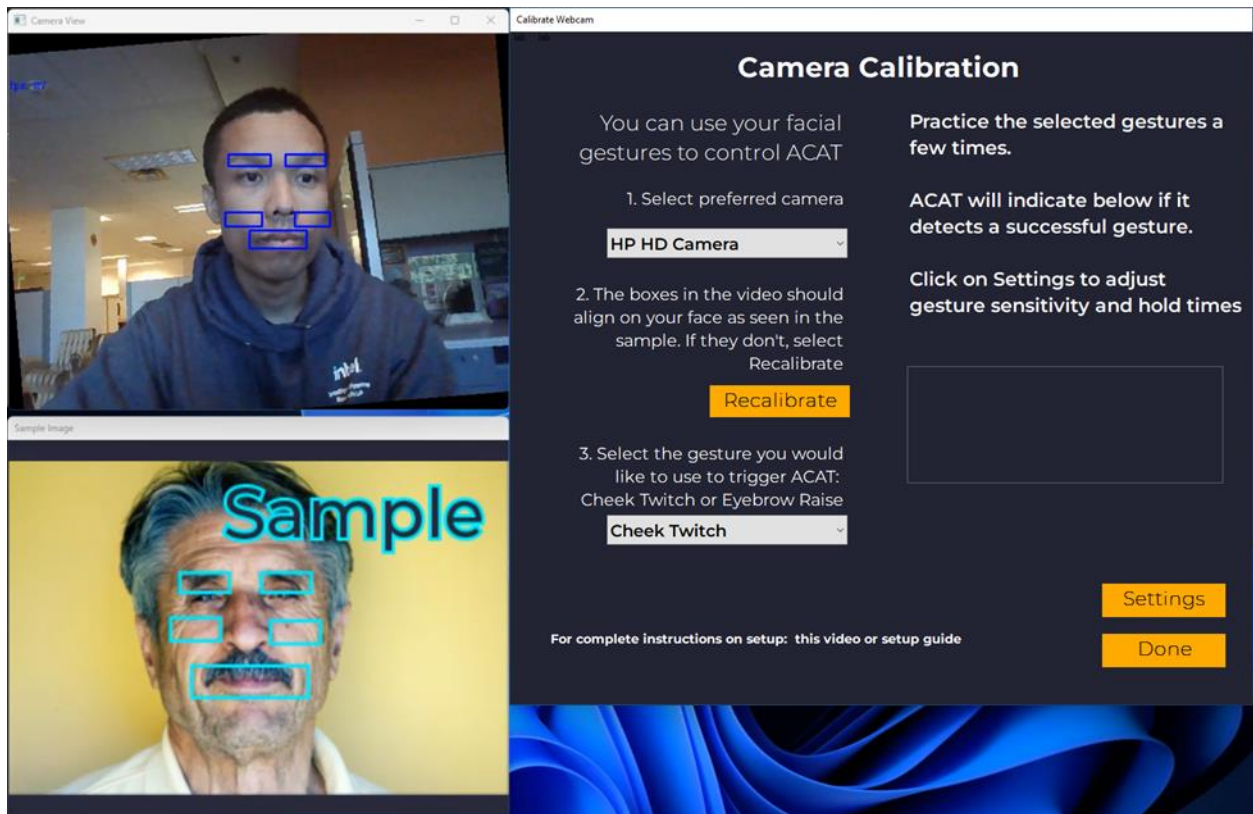 Camera View
intel
Sample Image
Sample
Calibrate Webcam
Camera Calibration
You can use your facial
gestures to control ACAT
1. Select preferred camera
HP HD Camera
2. The boxes in the video should
align on your face as seen in the
sample. If they don't, select
Recalibrate
Recalibrate
3. Select the gesture you would
like to use to trigger ACAT:
Cheek Twitch or Eyebrow Raise
Cheek Twitch
For complete instructions on setup: this video or setup guide
Practice the selected gestures a
few times.
ACAT will indicate below if it
detects a successful gesture.
Click on Settings to adjust
gesture sensitivity and hold times
Settings
Done